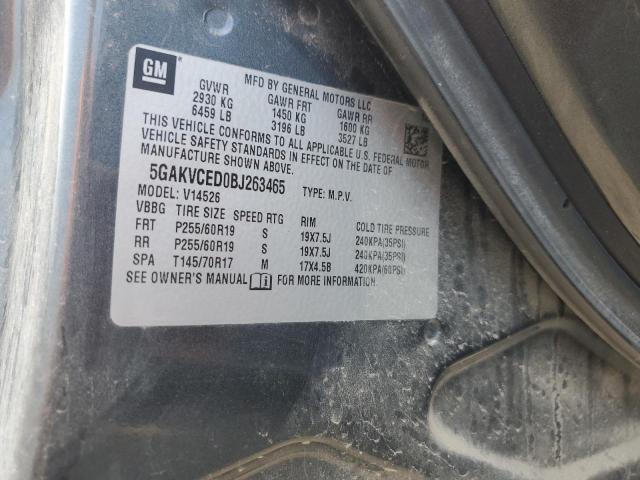 GM
MFD BY GENERAL MOTORS LLC
GVWR GAWR FRT GAWR RR
2930 KG 1450 KG 1600 KG
6459 LB 3196 LB 3527 LB
THIS VEHICLE CONFORMS TO ALL APPLICABLE U.S. FEDERAL MOTOR
VEHICLE SAFETY STANDARDS IN EFFECT ON THE DATE OF
MANUFACTURE SHOWN ABOVE.
5GAKVCED0BJ263465 TYPE: M.P.V.
MODEL: V14526
VBBG TIRE SIZE SPEED RTG RIM COLD TIRE PRESSURE
FRT P255/60R19 S 19X7.5J 240KPA(35PSI)
RR P255/60R19 S 19X7.5J 240KPA(35PSI)
SPA T145/70R17 M 17X4.5B 420KPA(60PSI)
SEE OWNER'S MANUAL FOR MORE INFORMATION.